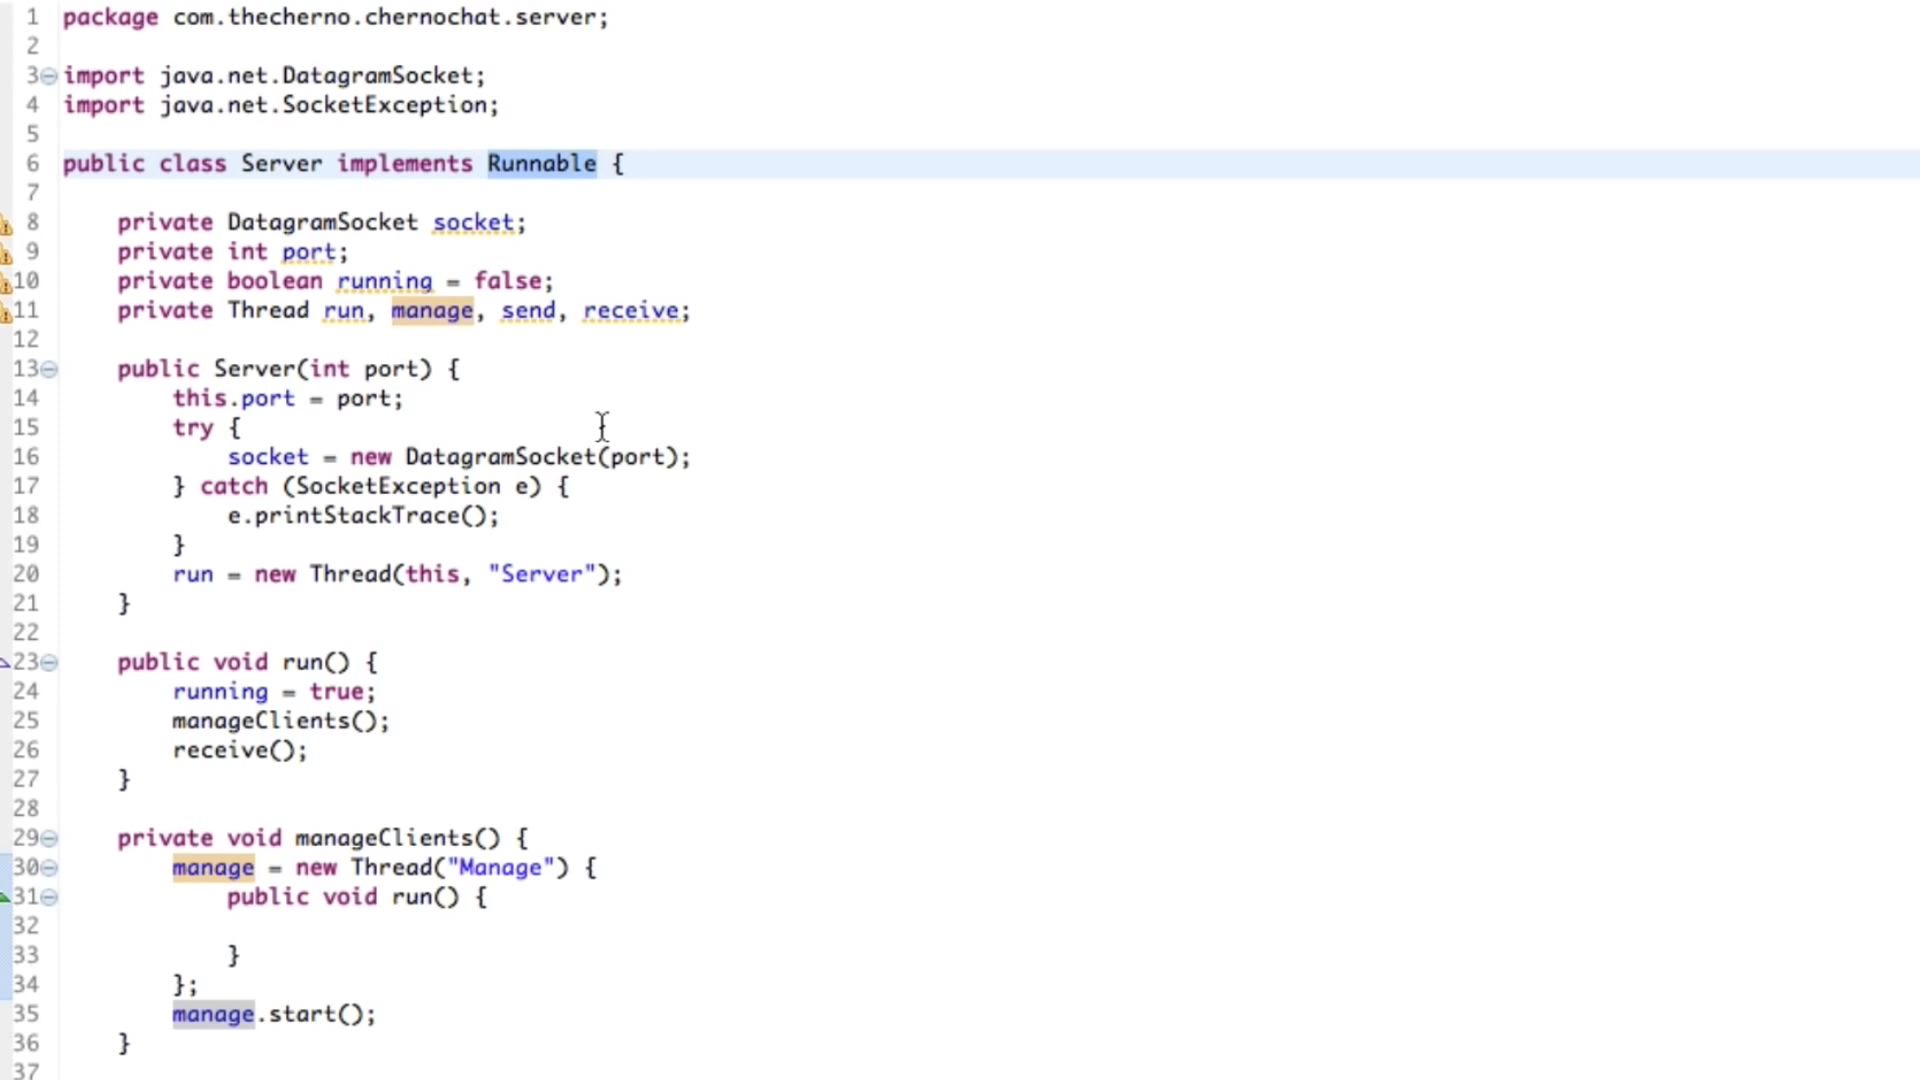 1 package com.thecherno.chernochat.server;
2
3 import java.net.DatagramSocket;
4 import java.net.SocketException;
5
6 public class Server implements Runnable {
7
8 private DatagramSocket socket;
9 private int port;
10 private boolean running = false;
11 private Thread run, manage, send, receive;
12
13 public Server(int port) {
14 this.port = port;
15 try {
16 socket = new DatagramSocket(port);
17 } catch (SocketException e) {
18 e.printStackTrace();
19 }
20 run = new Thread(this, "Server");
21 }
22
23 public void run() {
24 running = true;
25 manageClients();
26 receive();
27 }
28
29 private void manageClients() {
30 manage = new Thread("Manage") {
31 public void run() {
32
33 }
34 };
35 manage.start();
36 }
37